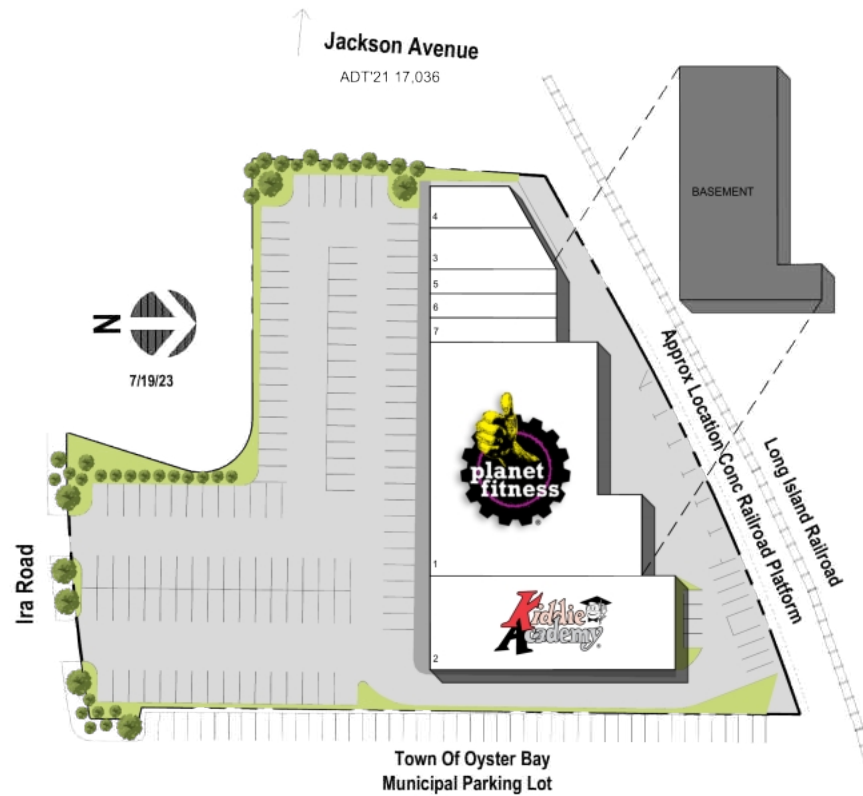 Jackson Avenue
ADT'21 17,036
BASEMENT
4
3
5
6
7
N
7/19/23
planet
fitness®
Approx Location Conc Railroad Platform
Long Island Railroad
Ira Road
1
Kiddie
Academy®
2
Town Of Oyster Bay
Municipal Parking Lot